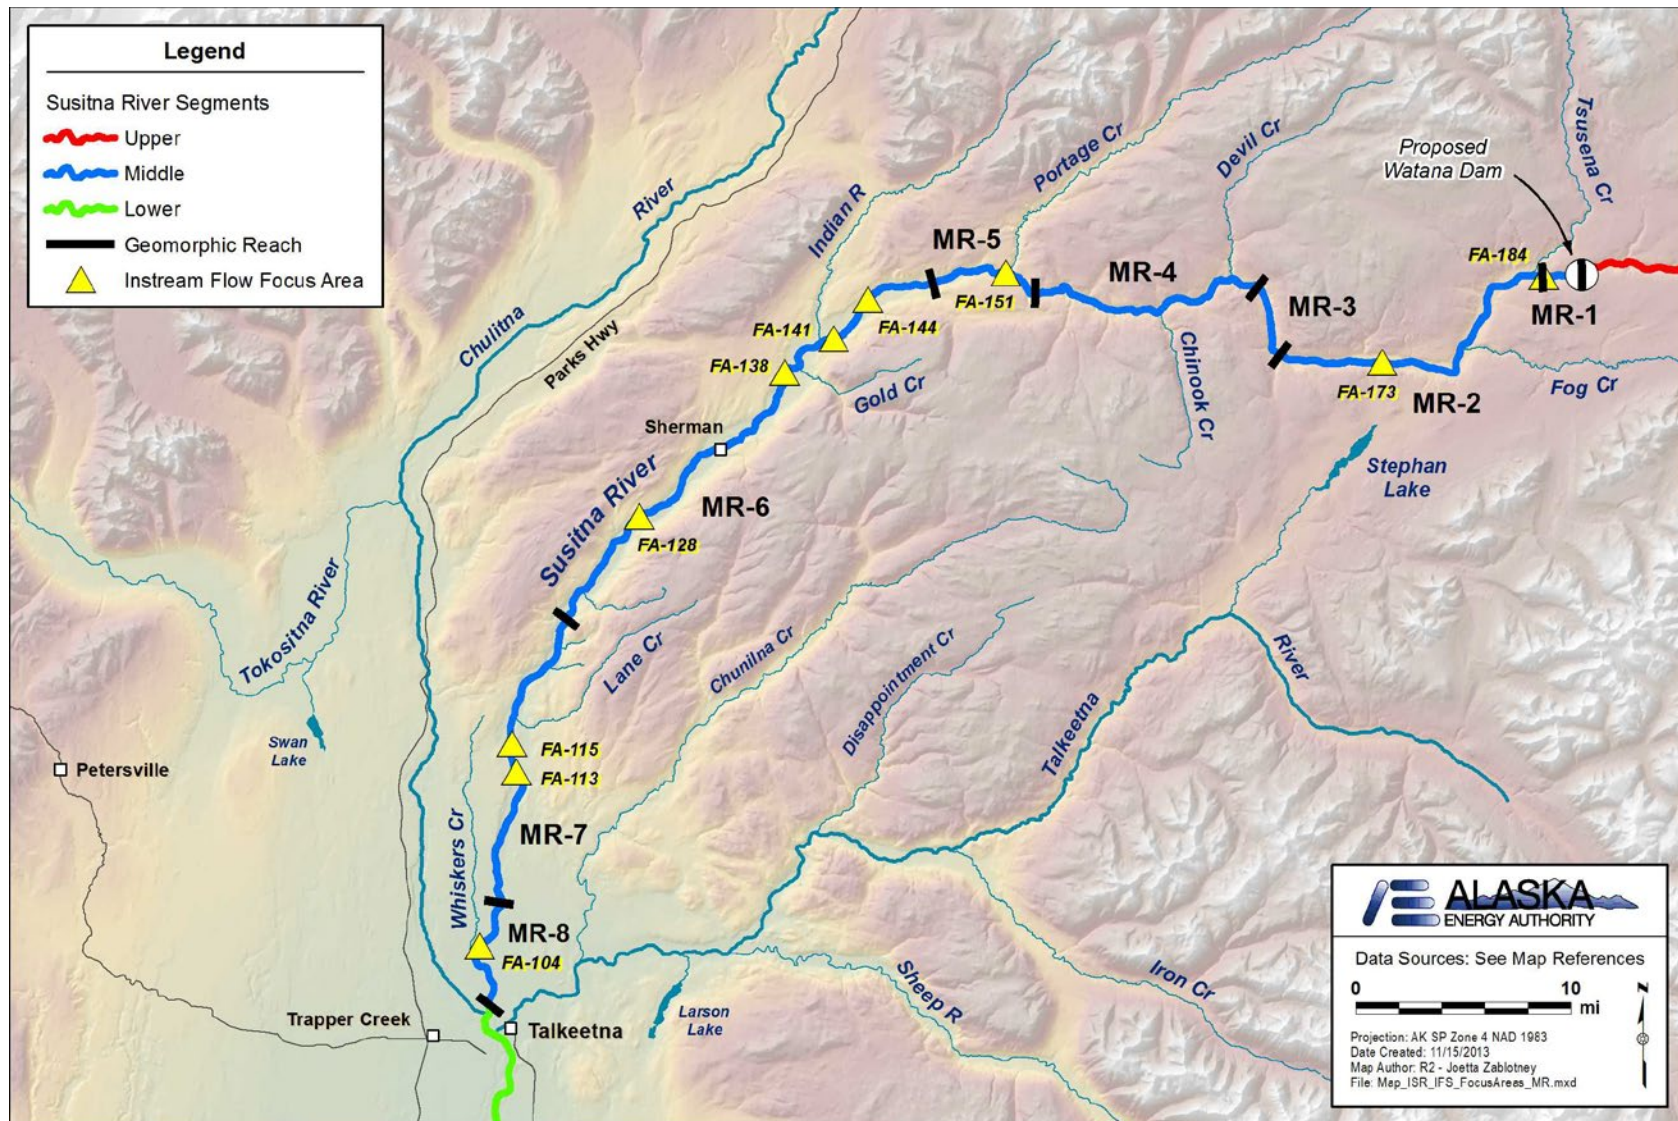 Legend
Susitna River Segments
Upper
Middle
Lower
Geomorphic Reach
Instream Flow Focus Area
Tsusena Cr
Portage Cr
Devil Cr
Proposed
Watana Dam
River
Indian R
MR-5
FA-184
MR-4
FA-151
MR-3
MR-1
Chulitna
Parks Hwy
FA-141
FA-144
FA-138
Gold Cr
Chinook Cr
FA-173
MR-2
Fog Cr
Sherman
Stephan
Lake
Susitna River
MR-6
FA-128
Tokositna River
Lane Cr
Chunilna Cr
Disappointment Cr
River
Talkeetna
Swan
Lake
Petersville
FA-115
FA-113
MR-7
Whiskers Cr
MR-8
FA-104
Sheep R
Iron Cr
Larson
Lake
Trapper Creek
Talkeetna
ALASKA
ENERGY AUTHORITY
Data Sources: See Map References
0 10
mi
N
Projection: AK SP Zone 4 NAD 1983
Date Created: 11/15/2013
Map Author: R2 - Joetta Zablotney
File: Map_ISR_IFS_FocusAreas_MR.mxd